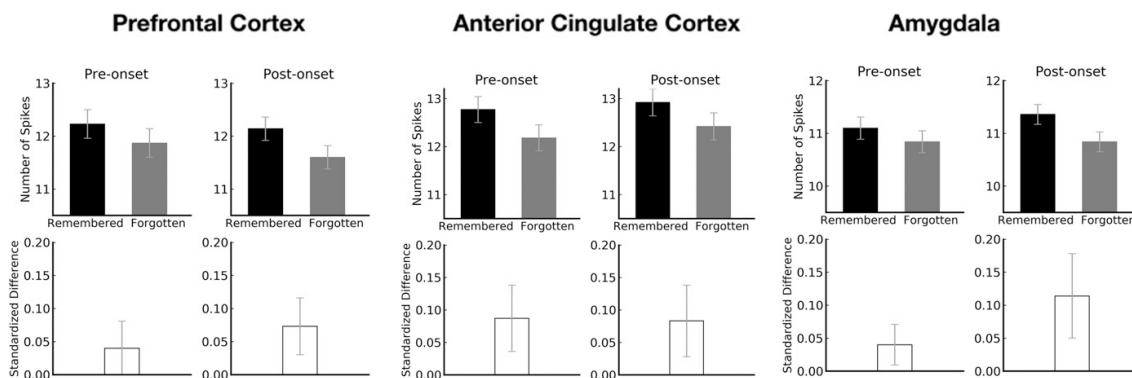 Prefrontal Cortex
Anterior Cingulate Cortex
Amygdala
Pre-onset
Post-onset
Number of Spikes
13
12
11
13
12
11
Remembered Forgotten
Remembered Forgotten
Standardized Difference
0.20
0.15
0.10
0.05
0.00
0.20
0.15
0.10
0.05
0.00
Pre-onset
Post-onset
Number of Spikes
13
12
11
10
13
12
11
10
Remembered Forgotten
Remembered Forgotten
Standardized Difference
0.20
0.15
0.10
0.05
0.00
0.20
0.15
0.10
0.05
0.00
Pre-onset
Post-onset
Number of Spikes
12
11
10
12
11
10
Remembered Forgotten
Remembered Forgotten
Standardized Difference
0.20
0.15
0.10
0.05
0.00
0.20
0.15
0.10
0.05
0.00